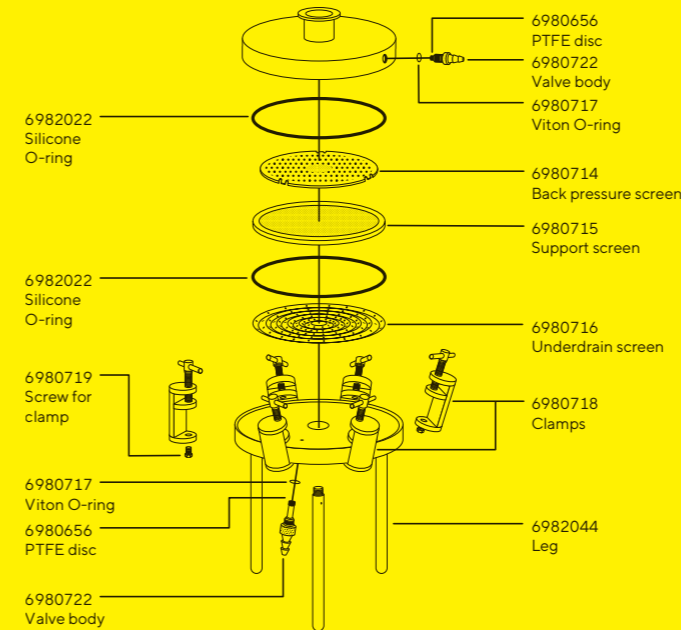 6980656
PTFE disc
6980722
Valve body
6980717
Viton O-ring
6982022
Silicone
O-ring
6980714
Back pressure screen
6980715
Support screen
6982022
Silicone
O-ring
6980716
Underdrain screen
6980719
Screw for
clamp
6980718
Clamps
6980717
Viton O-ring
6980656
PTFE disc
6982044
Leg
6980722
Valve body